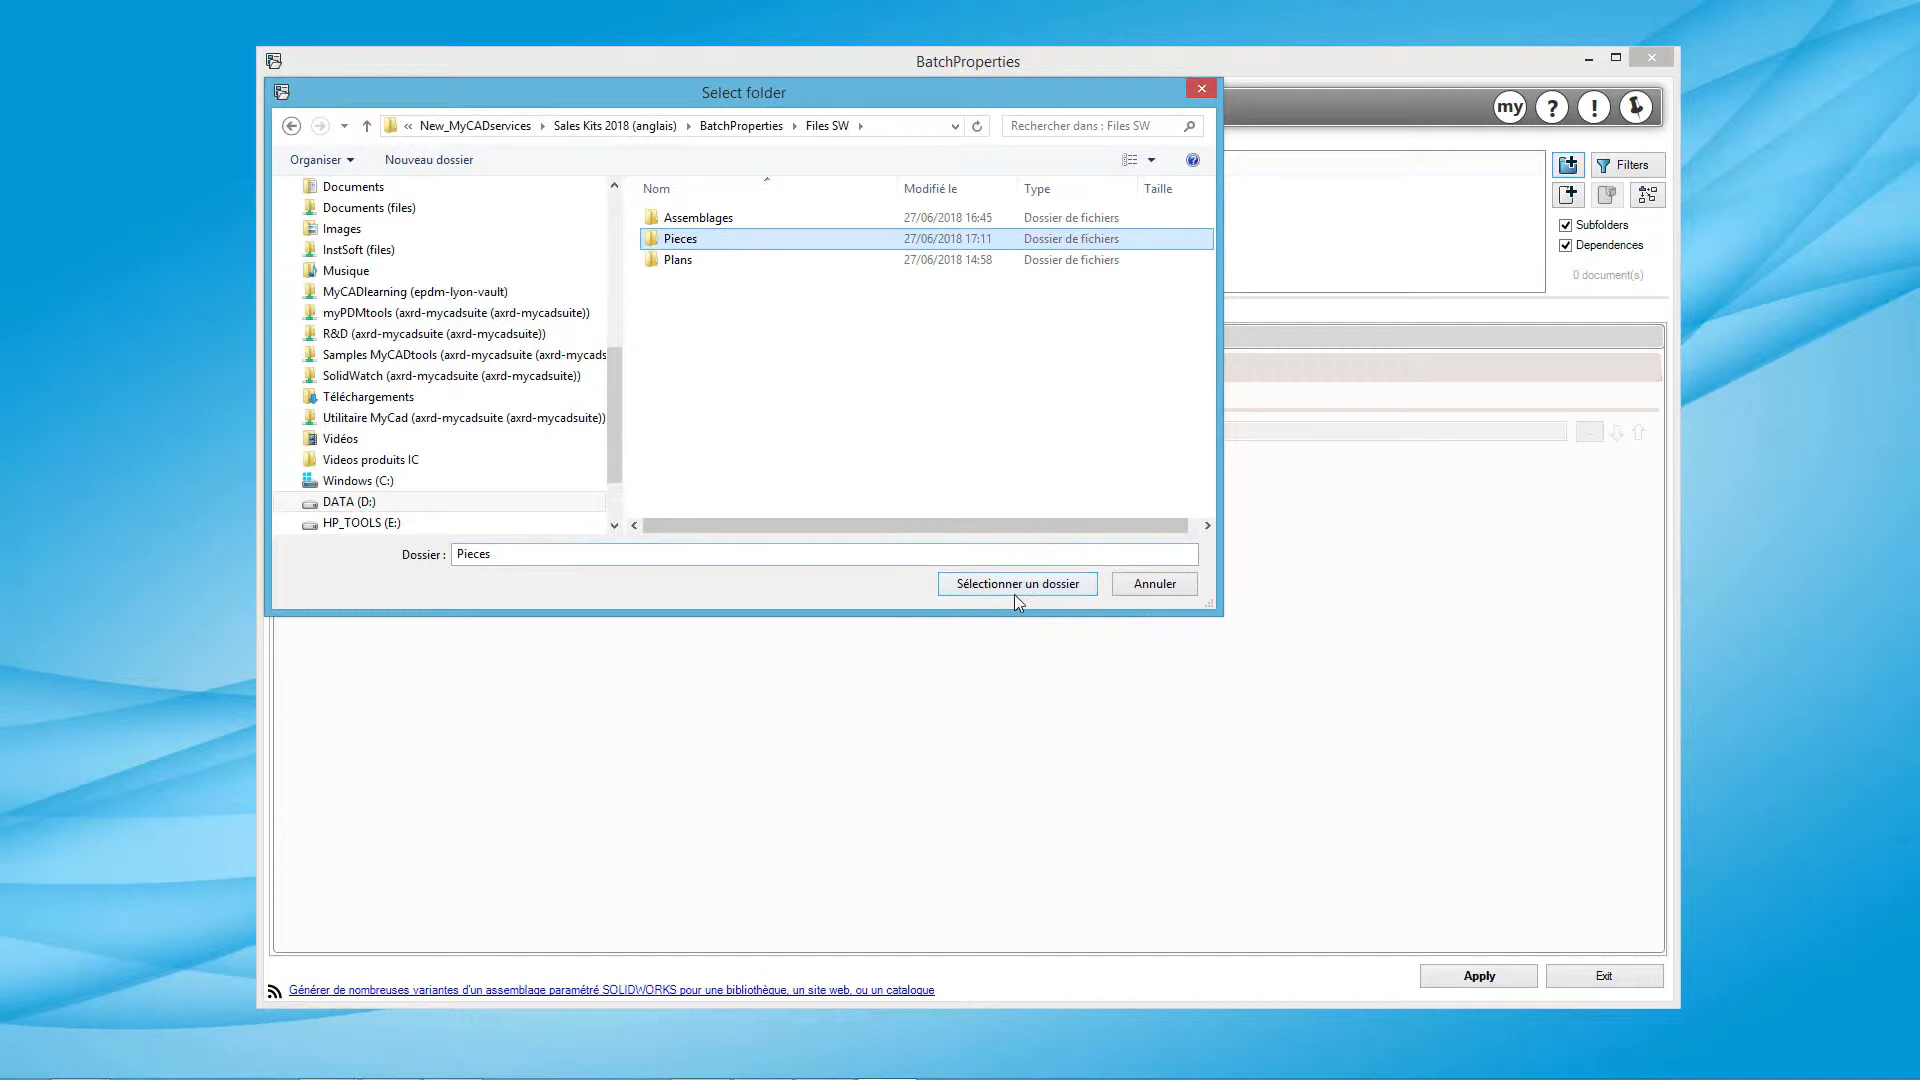 BatchProperties
Select folder
my ? !
« New_MyCADservices Sales Kits 2018 (anglais) BatchProperties Files SW
Rechercher dans : Files SW
Organiser Nouveau dossier ?
Filters
Subfolders
Dependences
0 document(s)
Nom Modifié le Type Taille
Assemblages 27/06/2018 16:45 Dossier de fichiers
Pieces 27/06/2018 17:11 Dossier de fichiers
Plans 27/06/2018 14:58 Dossier de fichiers
Documents
Documents (files)
Images
InstSoft (files)
Musique
MyCADlearning (epdm-lyon-vault)
myPDMtools (axrd-mycadsuite (axrd-mycadsuite))
R&D (axrd-mycadsuite (axrd-mycadsuite))
Samples MyCADtools (axrd-mycadsuite (axrd-mycads
SolidWatch (axrd-mycadsuite (axrd-mycadsuite))
Téléchargements
Utilitaire MyCad (axrd-mycadsuite (axrd-mycadsuite))
Vidéos
Videos produits IC
Windows (C:)
DATA (D:)
HP_TOOLS (E:)
...
Dossier : Pieces
Sélectionner un dossier Annuler
Apply Exit
Générer de nombreuses variantes d'un assemblage paramétré SOLIDWORKS pour une bibliothèque, un site web, ou un catalogue